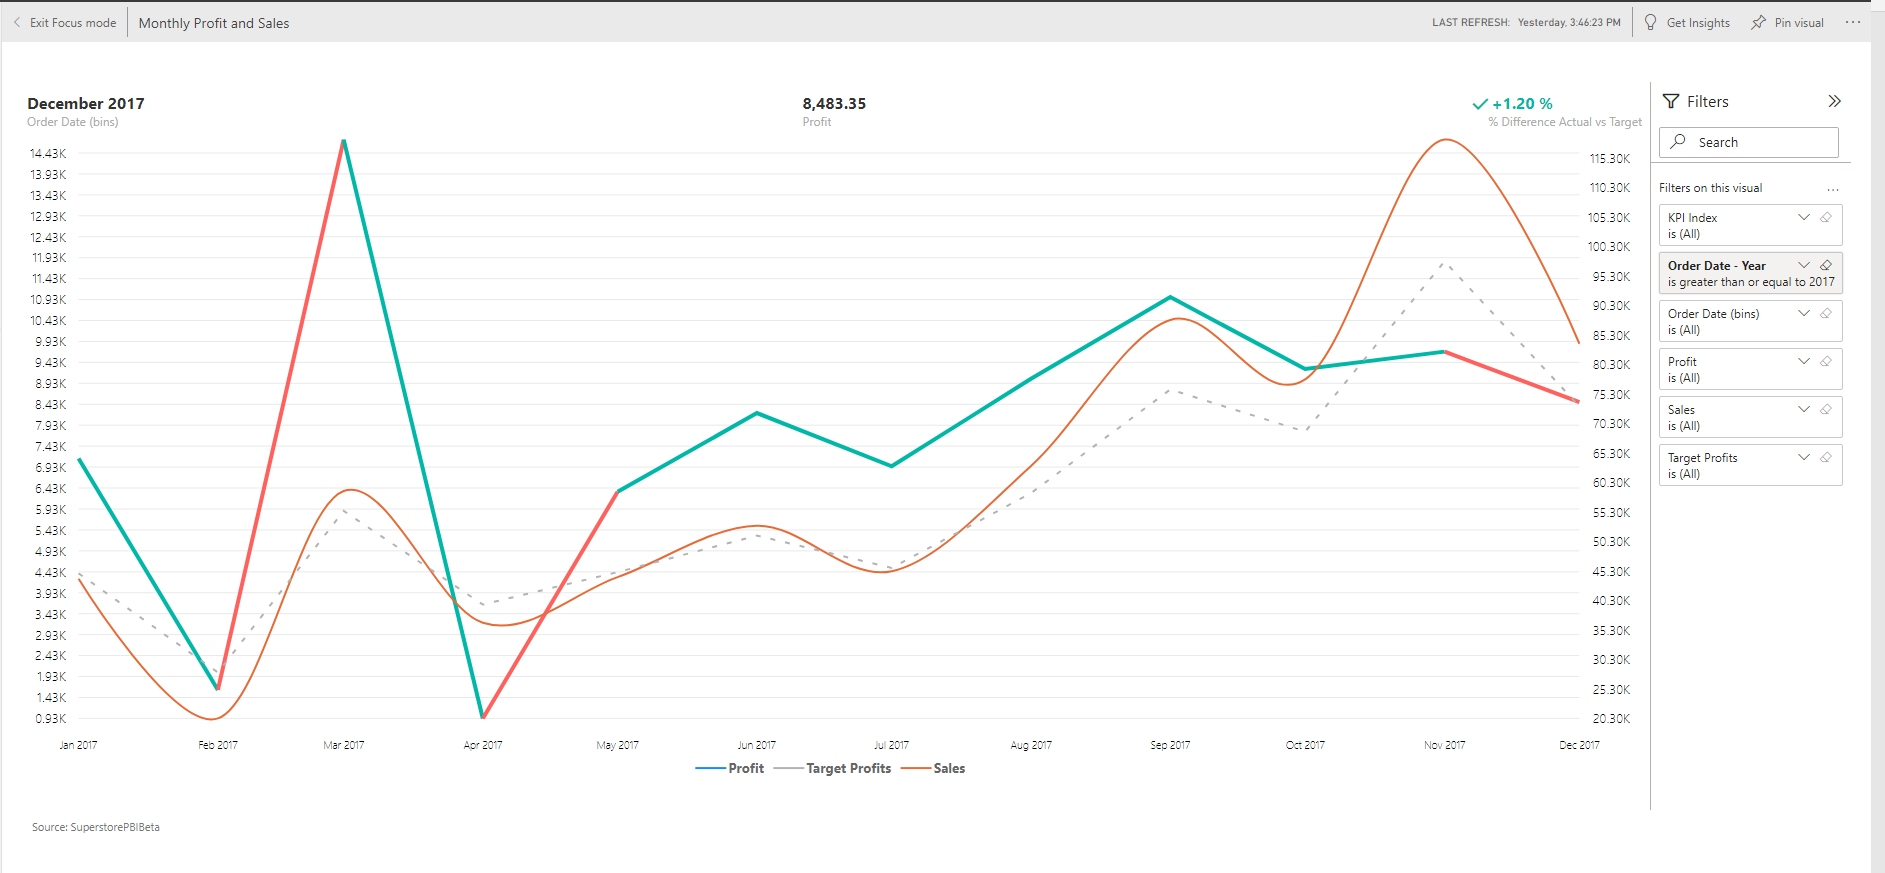 Exit Focus mode
Monthly Profit and Sales
LAST REFRESH: Yesterday, 3:46:23 PM
Get Insights
Pin visual
...
December 2017
Order Date (bins)
8,483.35
Profit
+1.20 %
% Difference Actual vs Target
14.43K
13.93K
13.43K
12.93K
12.43K
11.93K
11.43K
10.93K
10.43K
9.93K
9.43K
8.93K
8.43K
7.93K
7.43K
6.93K
6.43K
5.93K
5.43K
4.93K
4.43K
3.93K
3.43K
2.93K
2.43K
1.93K
1.43K
0.93K
115.30K
110.30K
105.30K
100.30K
95.30K
90.30K
85.30K
80.30K
75.30K
70.30K
65.30K
60.30K
55.30K
50.30K
45.30K
40.30K
35.30K
30.30K
25.30K
20.30K
Jan 2017 Feb 2017 Mar 2017 Apr 2017 May 2017 Jun 2017 Jul 2017 Aug 2017 Sep 2017 Oct 2017 Nov 2017 Dec 2017
Profit Target Profits Sales
Source: SuperstorePBIBeta
Filters
Search
Filters on this visual ...
KPI Index
is (All)
Order Date - Year
is greater than or equal to 2017
Order Date (bins)
is (All)
Profit
is (All)
Sales
is (All)
Target Profits
is (All)